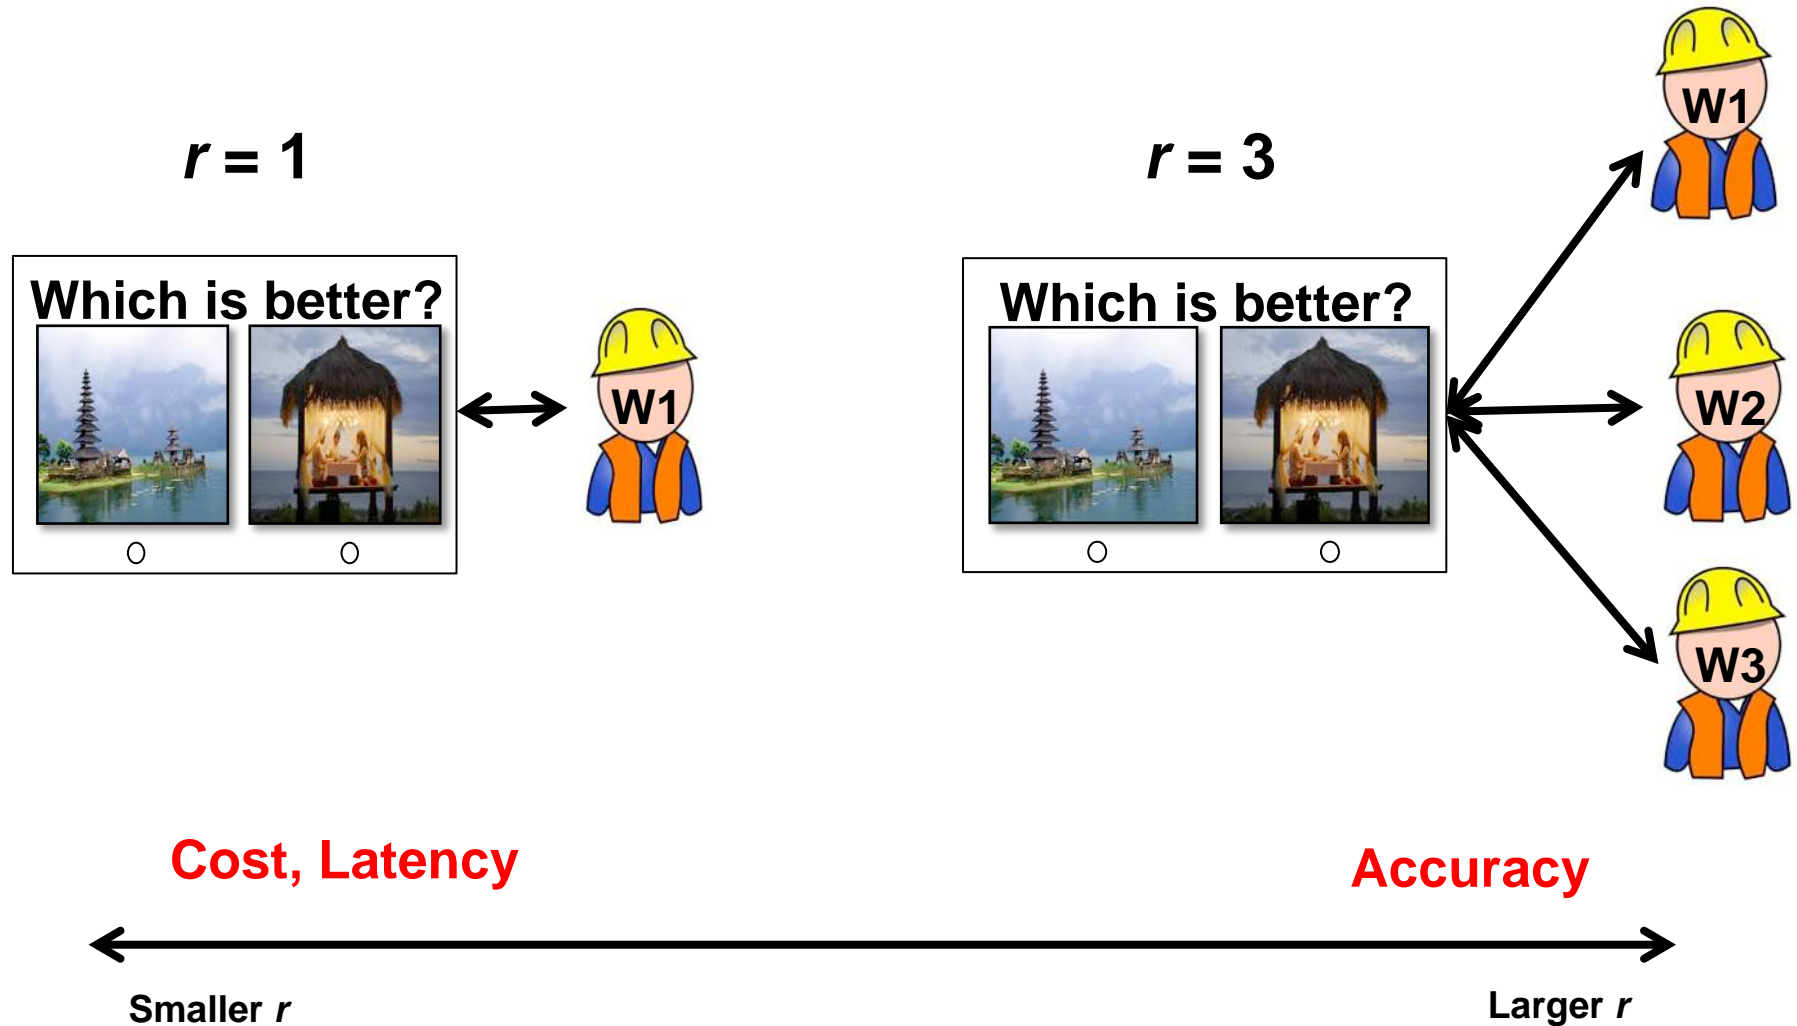 r = 1
Which is better?
W1
r = 3
Which is better?
W1
W2
W3
Cost, Latency
Accuracy
Smaller r
Larger r